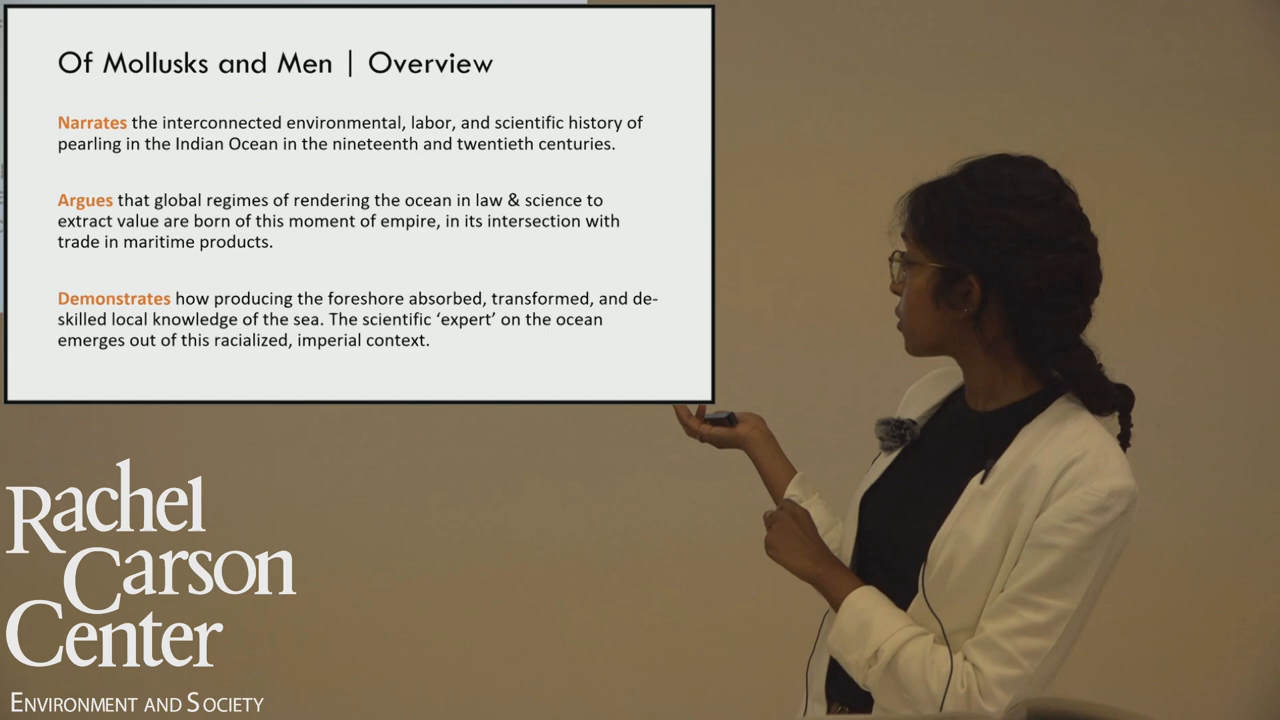 Of Mollusks and Men | Overview
Narrates the interconnected environmental, labor, and scientific history of
pearling in the Indian Ocean in the nineteenth and twentieth centuries.
Argues that global regimes of rendering the ocean in law & science to
extract value are born of this moment of empire, in its intersection with
trade in maritime products.
Demonstrates how producing the foreshore absorbed, transformed, and de-
skilled local knowledge of the sea. The scientific ‘expert’ on the ocean
emerges out of this racialized, imperial context.
Rachel
Carson
Center
ENVIRONMENT AND SOCIETY